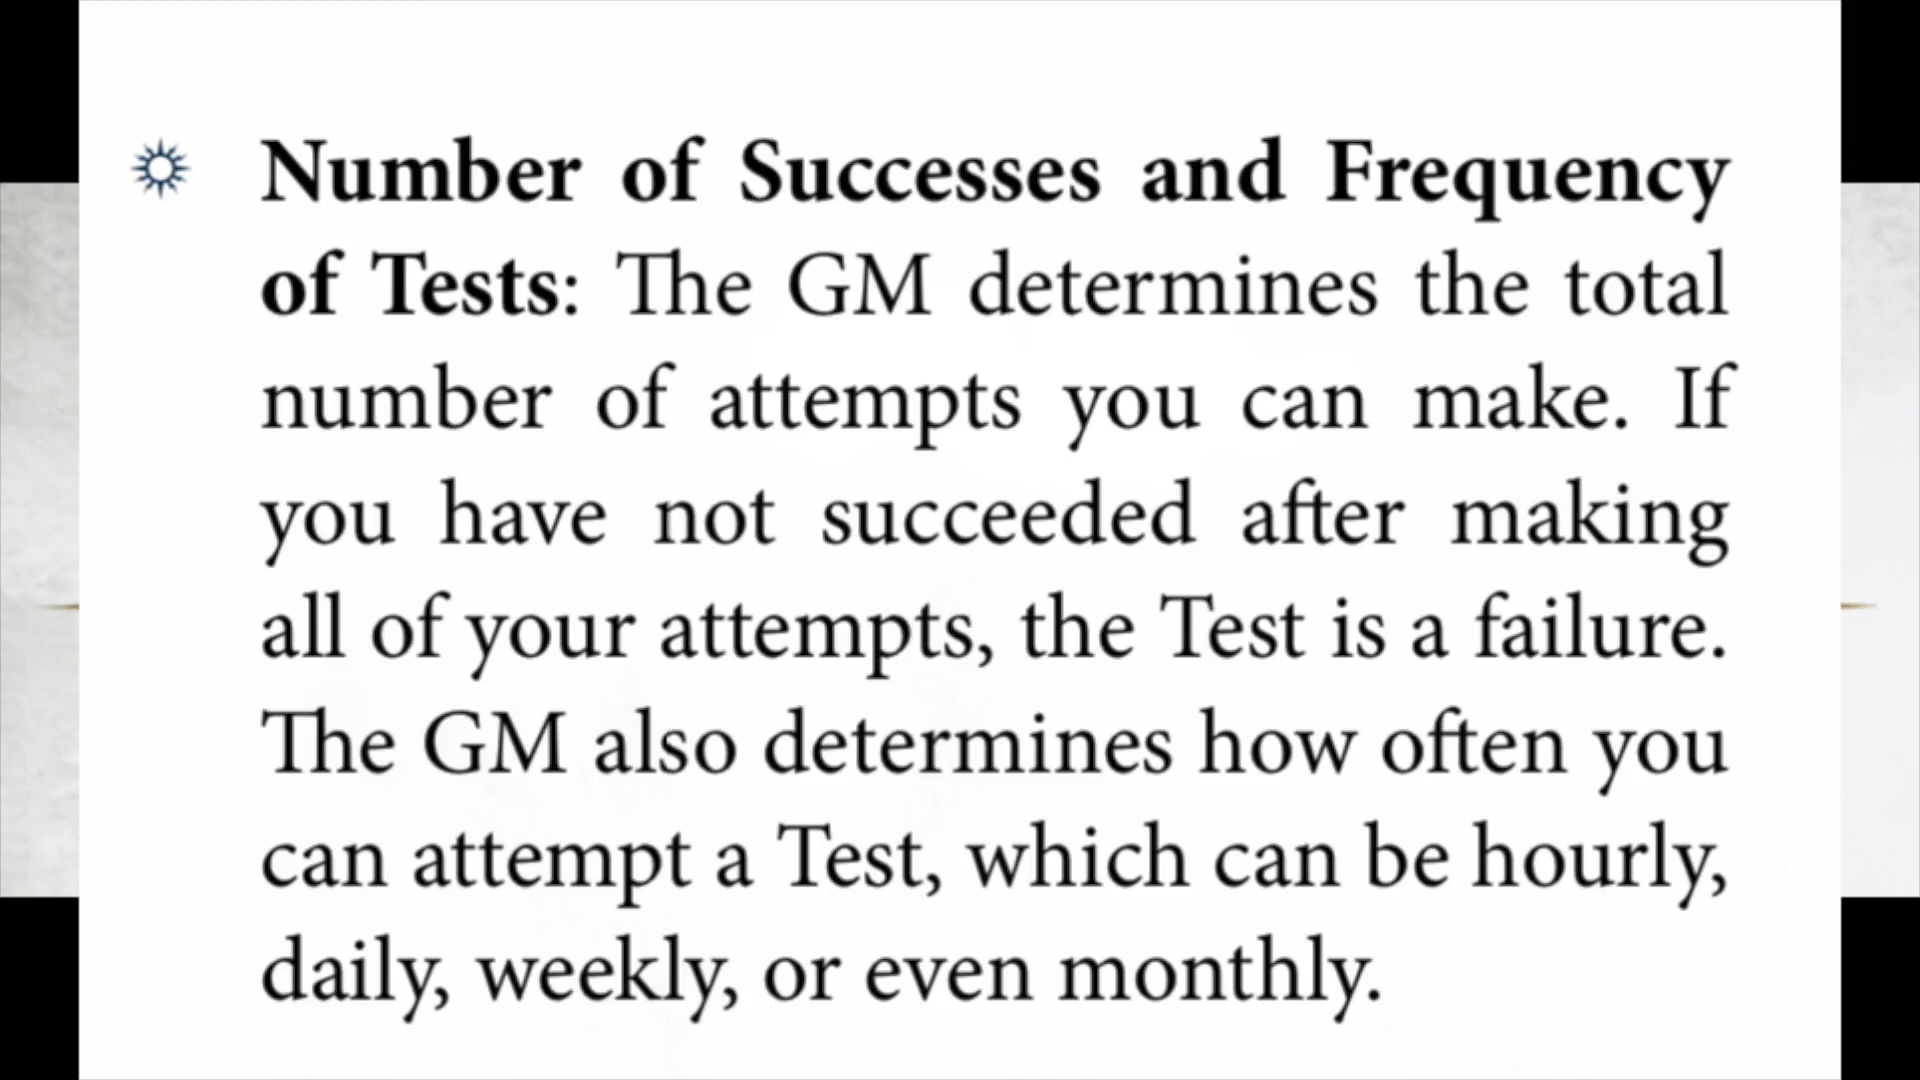 Number of Successes and Frequency
of Tests: The GM determines the total
number of attempts you can make. If
you have not succeeded after making
all of your attempts, the Test is a failure.
The GM also determines how often you
can attempt a Test, which can be hourly,
daily, weekly, or even monthly.